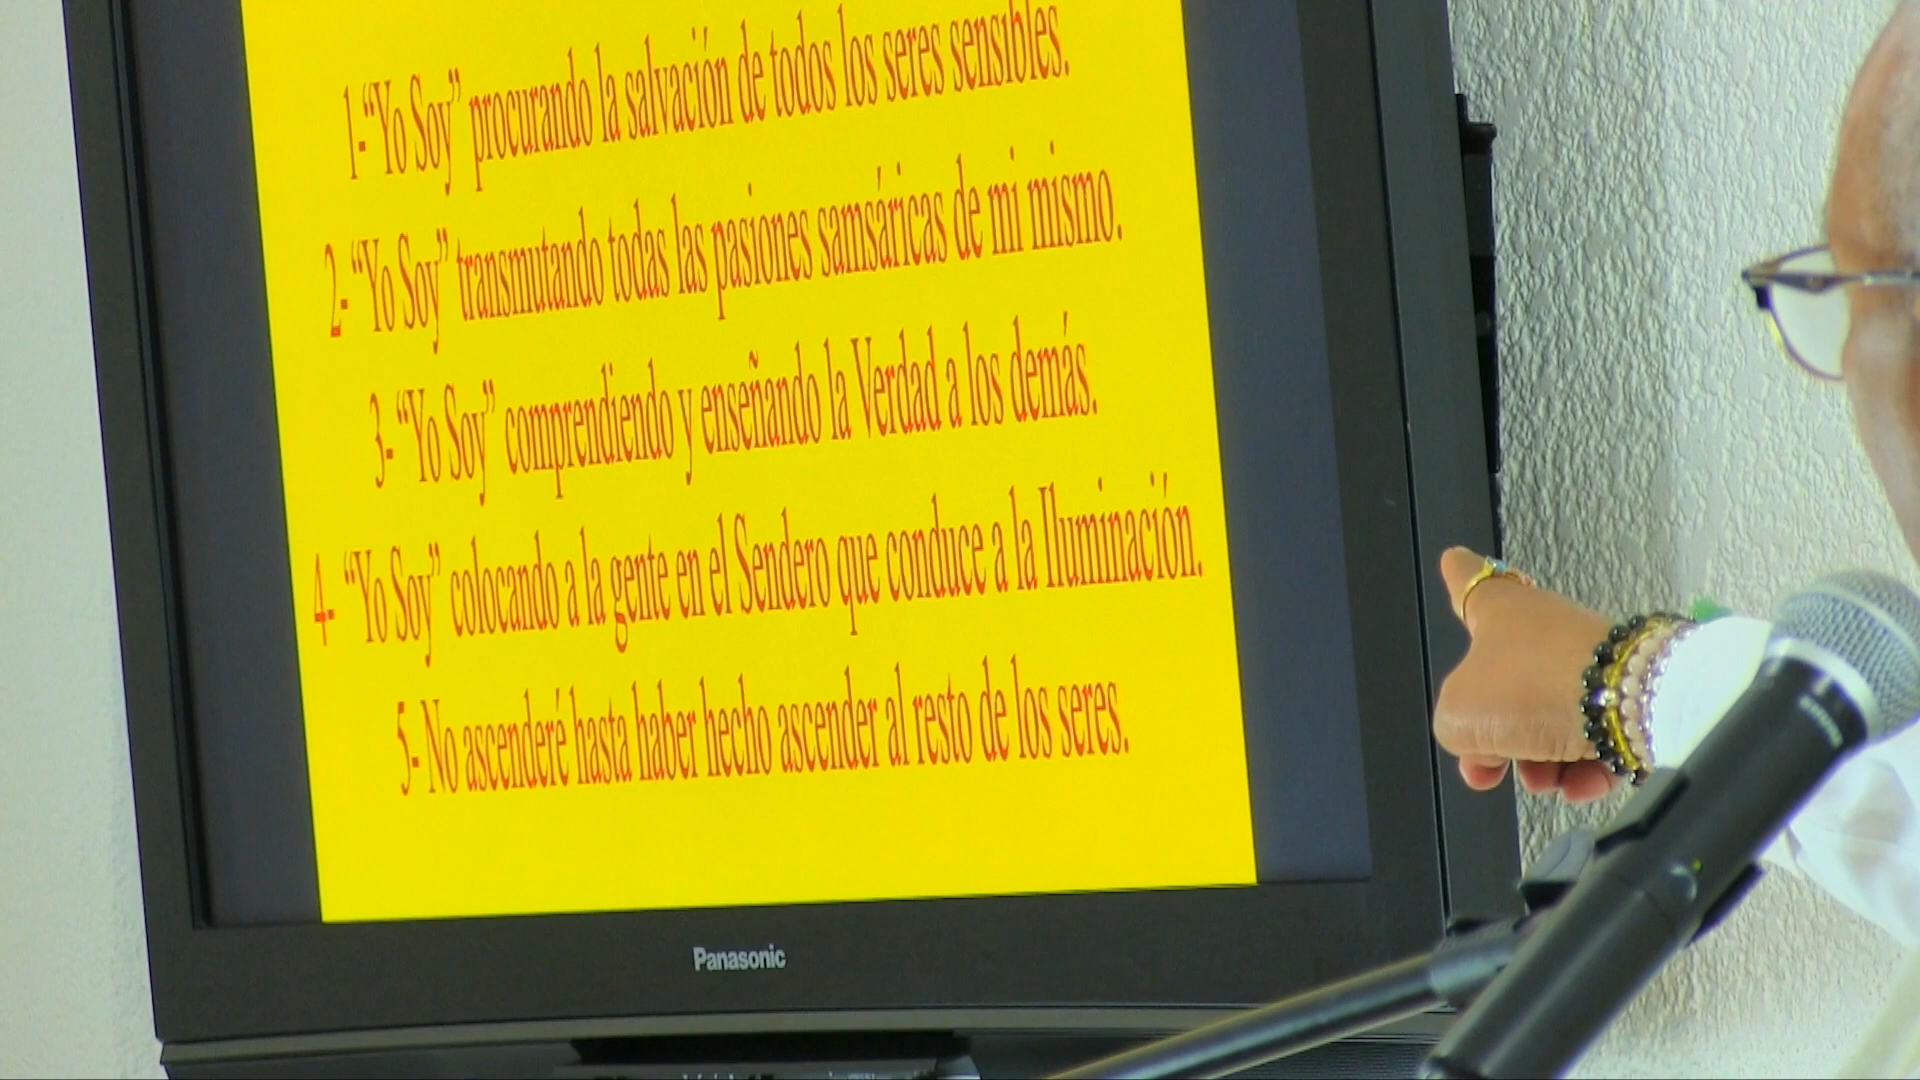 1-“Yo Soy” procurando la salvación de todos los seres sensibles.
2- “Yo Soy” transmutando todas las pasiones samsáricas de mi mismo.
3- “Yo Soy” comprendiendo y enseñando la Verdad a los demás.
4- “Yo Soy” colocando a la gente en el Sendero que conduce a la Iluminación.
5- No ascenderé hasta haber hecho ascender al resto de los seres.
Panasonic